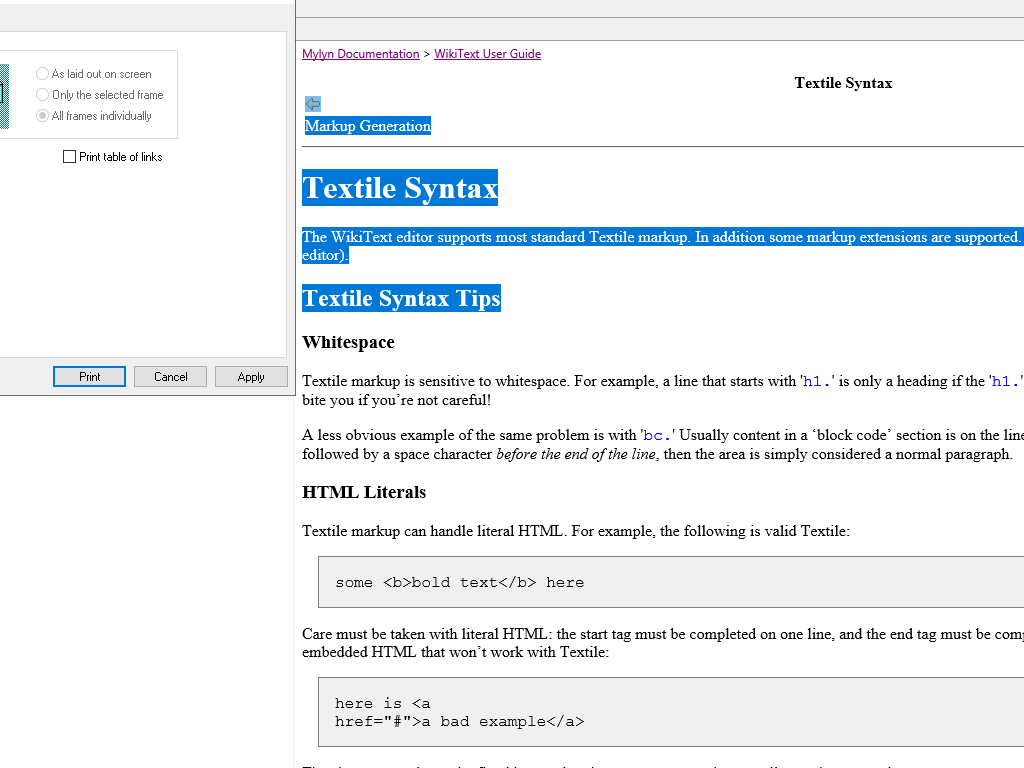 As laid out on screen
Only the selected frame
All frames individually
Print table of links
Print
Cancel
Apply
Mylyn Documentation > WikiText User Guide
Textile Syntax
Markup Generation
Textile Syntax
The WikiText editor supports most standard Textile markup. In addition some markup extensions are supported.
editor).
Textile Syntax Tips
Whitespace
Textile markup is sensitive to whitespace. For example, a line that starts with 'h1.' is only a heading if the 'h1.'
bite you if you’re not careful!
A less obvious example of the same problem is with 'bc.' Usually content in a ‘block code’ section is on the line
followed by a space character before the end of the line, then the area is simply considered a normal paragraph.
HTML Literals
Textile markup can handle literal HTML. For example, the following is valid Textile:
some <b>bold text</b> here
Care must be taken with literal HTML: the start tag must be completed on one line, and the end tag must be com
embedded HTML that won’t work with Textile:
here is <a
href="#">a bad example</a>